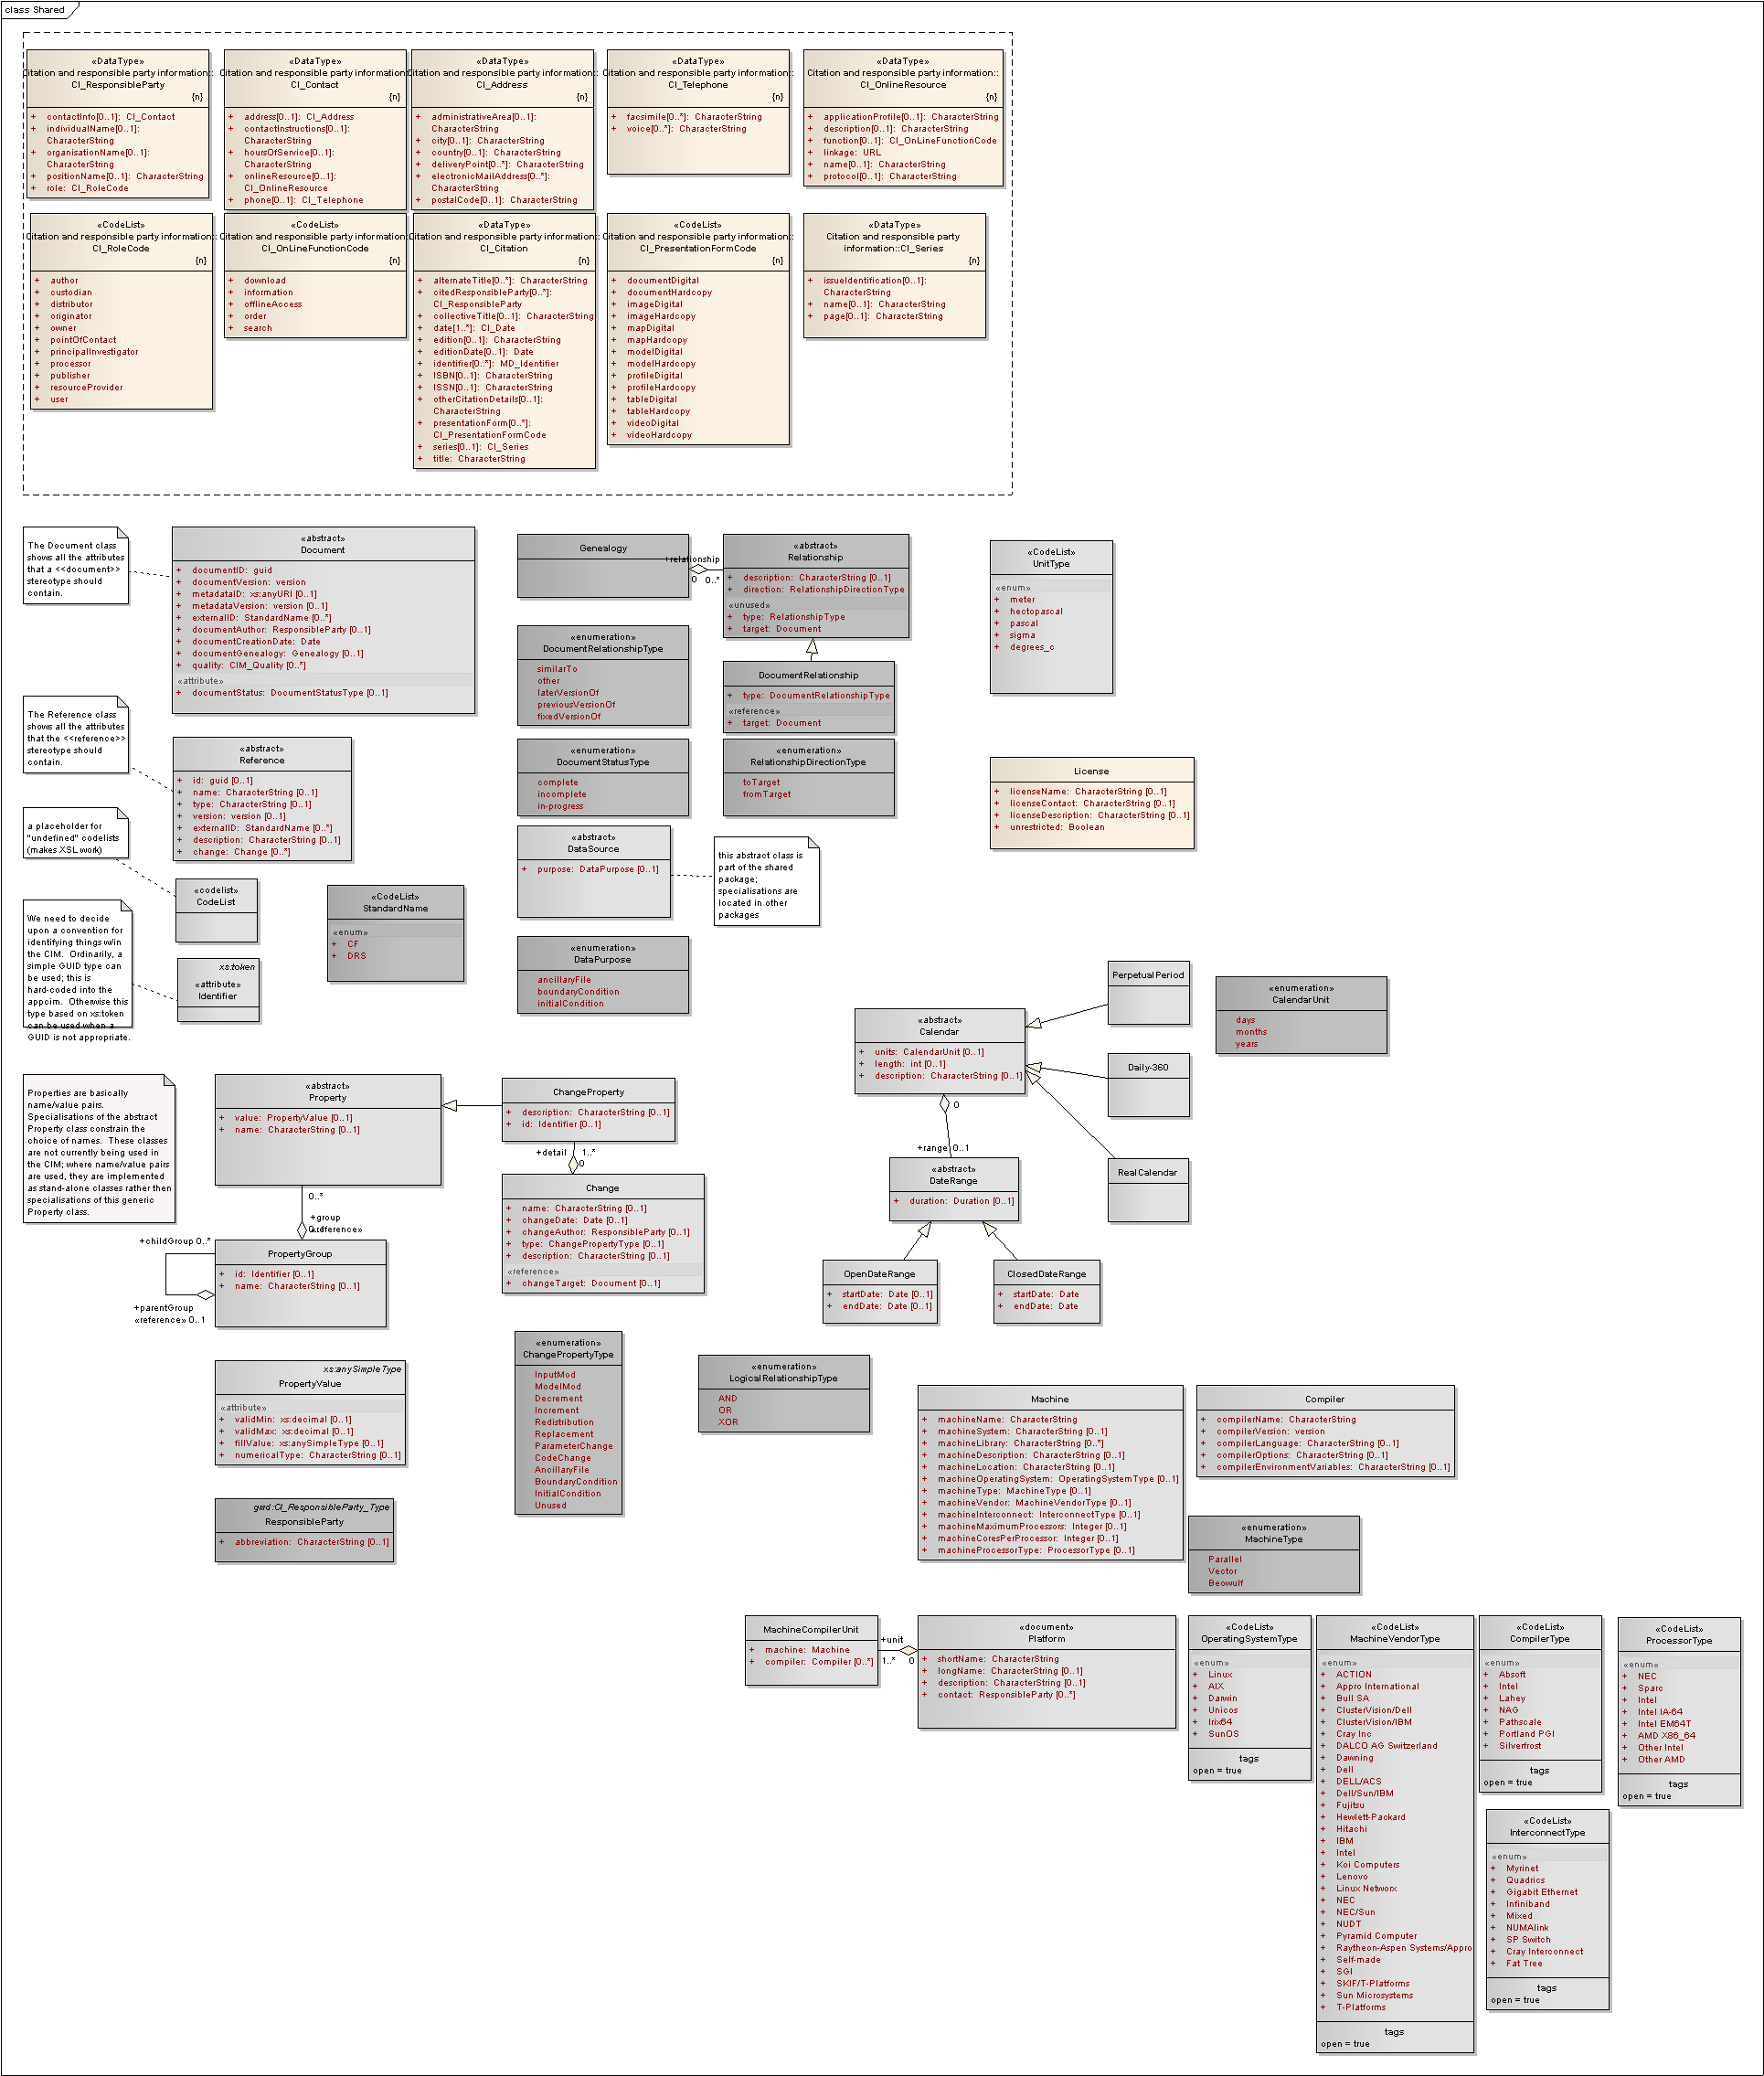 class Shared
«DataType»
Citation and responsible party information::
CI_ResponsibleParty
{n}
+ contactInfo[0..1]: CI_Contact
+ individualName[0..1]:
CharacterString
+ organisationName[0..1]:
CharacterString
+ positionName[0..1]: CharacterString
+ role: CI_RoleCode
«DataType»
Citation and responsible party information::
CI_Contact
{n}
+ address[0..1]: CI_Address
+ contactInstructions[0..1]:
CharacterString
+ hoursOfService[0..1]:
CharacterString
+ onlineResource[0..1]:
CI_OnlineResource
+ phone[0..1]: CI_Telephone
«DataType»
Citation and responsible party information::
CI_Address
{n}
+ administrativeArea[0..1]:
CharacterString
+ city[0..1]: CharacterString
+ country[0..1]: CharacterString
+ deliveryPoint[0..*]: CharacterString
+ electronicMailAddress[0..*]:
CharacterString
+ postalCode[0..1]: CharacterString
«DataType»
Citation and responsible party information::
CI_Telephone
{n}
+ facsimile[0..*]: CharacterString
+ voice[0..*]: CharacterString
«DataType»
Citation and responsible party information::
CI_OnlineResource
{n}
+ applicationProfile[0..1]: CharacterString
+ description[0..1]: CharacterString
+ function[0..1]: CI_OnLineFunctionCode
+ linkage: URL
+ name[0..1]: CharacterString
+ protocol[0..1]: CharacterString
«CodeList»
Citation and responsible party information::
CI_RoleCode
{n}
+ author
+ custodian
+ distributor
+ originator
+ owner
+ pointOfContact
+ principalInvestigator
+ processor
+ publisher
+ resourceProvider
+ user
«CodeList»
Citation and responsible party information::
CI_OnLineFunctionCode
{n}
+ download
+ information
+ offlineAccess
+ order
+ search
«DataType»
Citation and responsible party information::
CI_Citation
{n}
+ alternateTitle[0..*]: CharacterString
+ citedResponsibleParty[0..*]:
CI_ResponsibleParty
+ collectiveTitle[0..1]: CharacterString
+ date[1..*]: CI_Date
+ edition[0..1]: CharacterString
+ editionDate[0..1]: Date
+ identifier[0..*]: MD_Identifier
+ ISBN[0..1]: CharacterString
+ ISSN[0..1]: CharacterString
+ otherCitationDetails[0..1]:
CharacterString
+ presentationForm[0..*]:
CI_PresentationFormCode
+ series[0..1]: CI_Series
+ title: CharacterString
«CodeList»
Citation and responsible party information::
CI_PresentationFormCode
{n}
+ documentDigital
+ documentHardcopy
+ imageDigital
+ imageHardcopy
+ mapDigital
+ mapHardcopy
+ modelDigital
+ modelHardcopy
+ profileDigital
+ profileHardcopy
+ tableDigital
+ tableHardcopy
+ videoDigital
+ videoHardcopy
«DataType»
Citation and responsible party
information::CI_Series
{n}
+ issueIdentification[0..1]:
CharacterString
+ name[0..1]: CharacterString
+ page[0..1]: CharacterString
The Document class
shows all the attributes
that a <<document>>
stereotype should
contain.
«abstract»
Document
+ documentID: guid
+ documentVersion: version
+ metadataID: xs:anyURI [0..1]
+ metadataVersion: version [0..1]
+ externalID: StandardName [0..*]
+ documentAuthor: ResponsibleParty [0..1]
+ documentCreationDate: Date
+ documentGenealogy: Genealogy [0..1]
+ quality: CIM_Quality [0..*]
«attribute»
+ documentStatus: DocumentStatusType [0..1]
Genealogy
+relationship
0 0..*
«abstract»
Relationship
+ description: CharacterString [0..1]
+ direction: RelationshipDirectionType
«unused»
+ type: RelationshipType
+ target: Document
«CodeList»
UnitType
«enum»
+ meter
+ hectopascal
+ pascal
+ sigma
+ degrees_c
«enumeration»
DocumentRelationshipType
similarTo
other
laterVersionOf
previousVersionOf
fixedVersionOf
DocumentRelationship
+ type: DocumentRelationshipType
«reference»
+ target: Document
The Reference class
shows all the attributes
that the <<reference>>
stereotype should
contain.
«abstract»
Reference
+ id: guid [0..1]
+ name: CharacterString [0..1]
+ type: CharacterString [0..1]
+ version: version [0..1]
+ externalID: StandardName [0..*]
+ description: CharacterString [0..1]
+ change: Change [0..*]
«enumeration»
DocumentStatusType
complete
incomplete
in-progress
«enumeration»
RelationshipDirectionType
toTarget
fromTarget
License
+ licenseName: CharacterString [0..1]
+ licenseContact: CharacterString [0..1]
+ licenseDescription: CharacterString [0..1]
+ unrestricted: Boolean
a placeholder for
"undefined" codelists
(makes XSL work)
«codelist»
CodeList
«CodeList»
StandardName
«enum»
+ CF
+ DRS
«abstract»
DataSource
+ purpose: DataPurpose [0..1]
this abstract class is
part of the shared
package;
specialisations are
located in other
packages
We need to decide
upon a convention for
identifying things w/in
the CIM. Ordinarily, a
simple GUID type can
be used; this is
hard-coded into the
appcim. Otherwise this
type based on xs:token
can be used when a
GUID is not appropriate.
xs:token
«attribute»
Identifier
«enumeration»
DataPurpose
ancillaryFile
boundaryCondition
initialCondition
«abstract»
Calendar
+ units: CalendarUnit [0..1]
+ length: int [0..1]
+ description: CharacterString [0..1]
PerpetualPeriod
Daily-360
RealCalendar
«enumeration»
CalendarUnit
days
months
years
0
+range 0..1
«abstract»
DateRange
+ duration: Duration [0..1]
OpenDateRange
+ startDate: Date [0..1]
+ endDate: Date [0..1]
ClosedDateRange
+ startDate: Date
+ endDate: Date
Properties are basically
name/value pairs.
Specialisations of the abstract
Property class constrain the
choice of names. These classes
are not currently being used in
the CIM; where name/value pairs
are used, they are implemented
as stand-alone classes rather then
specialisations of this generic
Property class.
«abstract»
Property
+ value: PropertyValue [0..1]
+ name: CharacterString [0..1]
ChangeProperty
+ description: CharacterString [0..1]
+ id: Identifier [0..1]
+detail 1..*
0
Change
+ name: CharacterString [0..1]
+ changeDate: Date [0..1]
+ changeAuthor: ResponsibleParty [0..1]
+ type: ChangePropertyType [0..1]
+ description: CharacterString [0..1]
«reference»
+ changeTarget: Document [0..1]
0..*
+group
+childGroup 0..*
PropertyGroup
+ id: Identifier [0..1]
+ name: CharacterString [0..1]
+parentGroup
«reference» 0..1
xs:anySimpleType
PropertyValue
«attribute»
+ validMin: xs:decimal [0..1]
+ validMax: xs:decimal [0..1]
+ fillValue: xs:anySimpleType [0..1]
+ numericalType: CharacterString [0..1]
gmd:CI_ResponsibleParty_Type
ResponsibleParty
+ abbreviation: CharacterString [0..1]
«enumeration»
ChangePropertyType
InputMod
ModelMod
Decrement
Increment
Redistribution
Replacement
ParameterChange
CodeChange
AncillaryFile
BoundaryCondition
InitialCondition
Unused
«enumeration»
LogicalRelationshipType
AND
OR
XOR
Machine
+ machineName: CharacterString
+ machineSystem: CharacterString [0..1]
+ machineLibrary: CharacterString [0..*]
+ machineDescription: CharacterString [0..1]
+ machineLocation: CharacterString [0..1]
+ machineOperatingSystem: OperatingSystemType [0..1]
+ machineType: MachineType [0..1]
+ machineVendor: MachineVendorType [0..1]
+ machineInterconnect: InterconnectType [0..1]
+ machineMaximumProcessors: Integer [0..1]
+ machineCoresPerProcessor: Integer [0..1]
+ machineProcessorType: ProcessorType [0..1]
Compiler
+ compilerName: CharacterString
+ compilerVersion: version
+ compilerLanguage: CharacterString [0..1]
+ compilerOptions: CharacterString [0..1]
+ compilerEnvironmentVariables: CharacterString [0..1]
«enumeration»
MachineType
Parallel
Vector
Beowulf
MachineCompilerUnit
+ machine: Machine
+ compiler: Compiler [0..*]
+unit
1..* 0
«document»
Platform
+ shortName: CharacterString
+ longName: CharacterString [0..1]
+ description: CharacterString [0..1]
+ contact: ResponsibleParty [0..*]
«CodeList»
OperatingSystemType
«enum»
+ Linux
+ AIX
+ Darwin
+ Unicos
+ Irix64
+ SunOS
tags
open = true
«CodeList»
MachineVendorType
«enum»
+ ACTION
+ Appro International
+ Bull SA
+ ClusterVision/Dell
+ ClusterVision/IBM
+ Cray Inc
+ DALCO AG Switzerland
+ Dawning
+ Dell
+ DELL/ACS
+ Dell/Sun/IBM
+ Fujitsu
+ Hewlett-Packard
+ Hitachi
+ IBM
+ Intel
+ Koi Computers
+ Lenovo
+ Linux Networx
+ NEC
+ NEC/Sun
+ NUDT
+ Pyramid Computer
+ Raytheon-Aspen Systems/Appro
+ Self-made
+ SGI
+ SKIF/T-Platforms
+ Sun Microsystems
+ T-Platforms
tags
open = true
«CodeList»
CompilerType
«enum»
+ Absoft
+ Intel
+ Lahey
+ NAG
+ Pathscale
+ Portland PGI
+ Silverfrost
tags
open = true
«CodeList»
ProcessorType
«enum»
+ NEC
+ Sparc
+ Intel
+ Intel IA-64
+ Intel EM64T
+ AMD X86_64
+ Other Intel
+ Other AMD
tags
open = true
«CodeList»
InterconnectType
«enum»
+ Myrinet
+ Quadrics
+ Gigabit Ethernet
+ Infiniband
+ Mixed
+ NUMAlink
+ SP Switch
+ Cray Interconnect
+ Fat Tree
tags
open = true